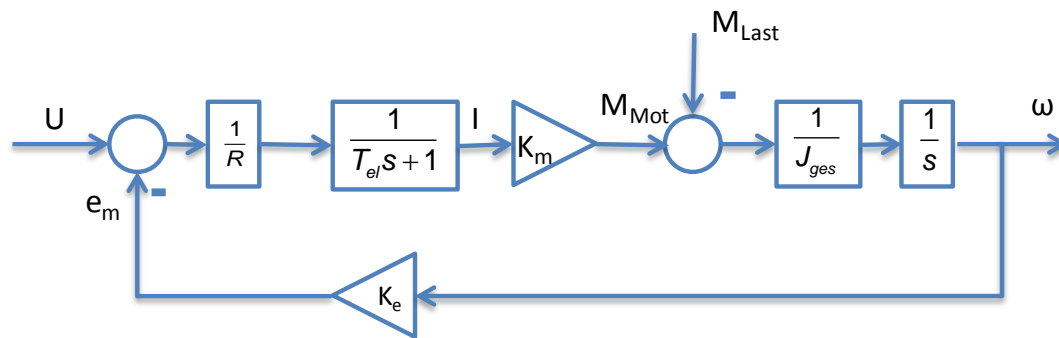 M_Last
U
1/R
1/(T_el s + 1)
I
K_m
M_Mot
-
1/J_ges
1/s
ω
e_m
-
K_e